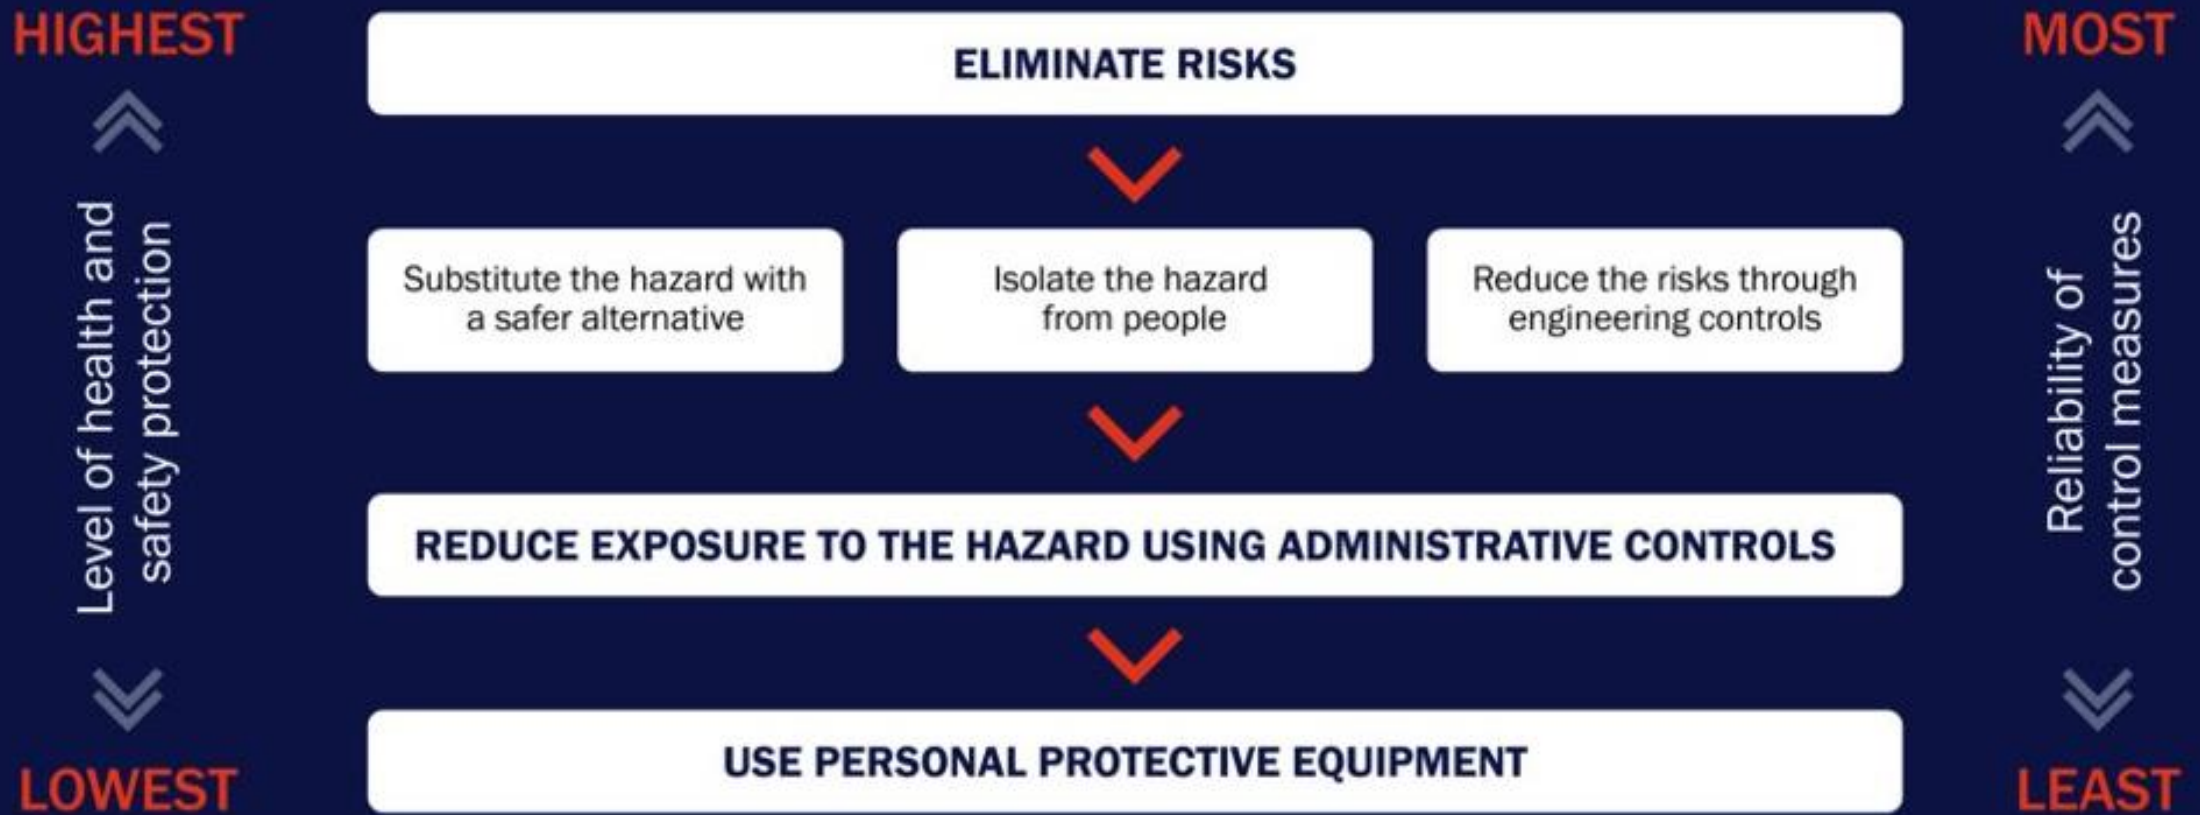 HIGHEST
MOST
ELIMINATE RISKS
Level of health and
safety protection
Substitute the hazard with
a safer alternative
Isolate the hazard
from people
Reduce the risks through
engineering controls
Reliability of
control measures
REDUCE EXPOSURE TO THE HAZARD USING ADMINISTRATIVE CONTROLS
USE PERSONAL PROTECTIVE EQUIPMENT
LOWEST
LEAST